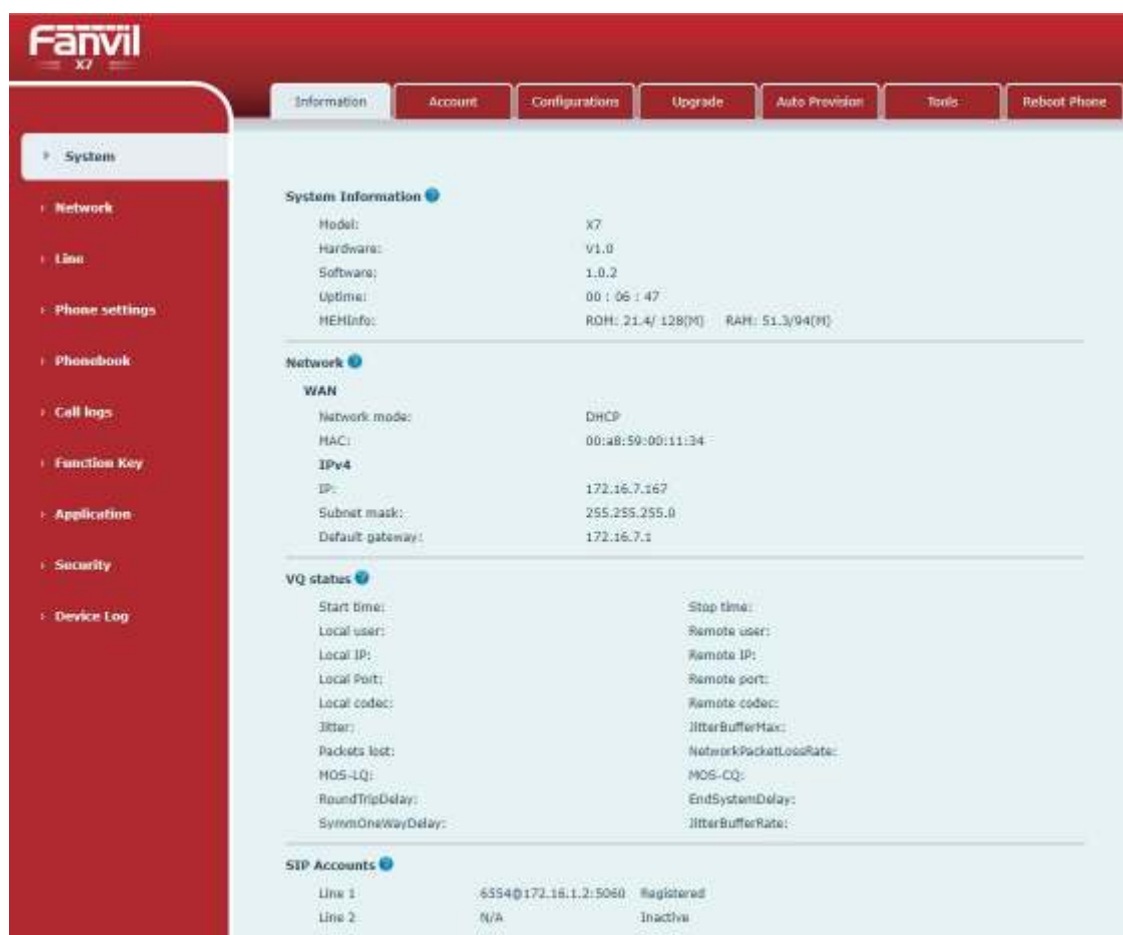 Fanvil
X7
Information Account Configurations Upgrade Auto Provision Tools Reboot Phone
System
Network
Line
Phone settings
Phonebook
Call logs
Function Key
Application
Security
Device Log
System Information
Model: X7
Hardware: V1.0
Software: 1.0.2
Uptime: 00 : 06 : 47
MEMInfo: ROM: 21.4/ 128(M) RAM: 51.3/94(M)
Network
WAN
Network mode: DHCP
MAC: 00:a8:59:00:11:34
IPv4
IP: 172.16.7.167
Subnet mask: 255.255.255.0
Default gateway: 172.16.7.1
VQ status
Start time: Stop time:
Local user: Remote user:
Local IP: Remote IP:
Local Port: Remote port:
Local codec: Remote codec:
Jitter: JitterBufferMax:
Packets lost: NetworkPacketLossRate:
MOS-LQ: MOS-CQ:
RoundTripDelay: EndSystemDelay:
SymmOneWayDelay: JitterBufferRate:
SIP Accounts
Line 1 6554@172.16.1.2:5060 Registered
Line 2 N/A Inactive